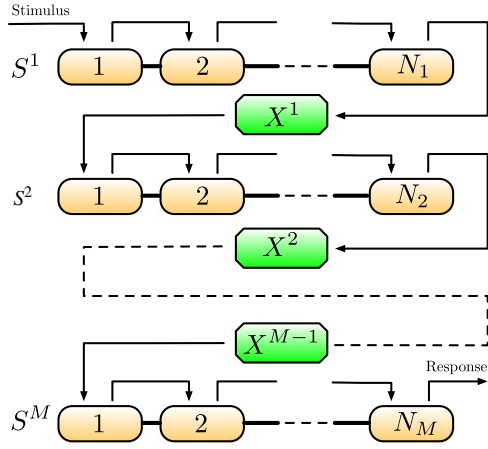 Stimulus
S^1 1 2 N_1
X^1
s^2 1 2 N_2
X^2
X^{M-1}
Response
S^M 1 2 N_M